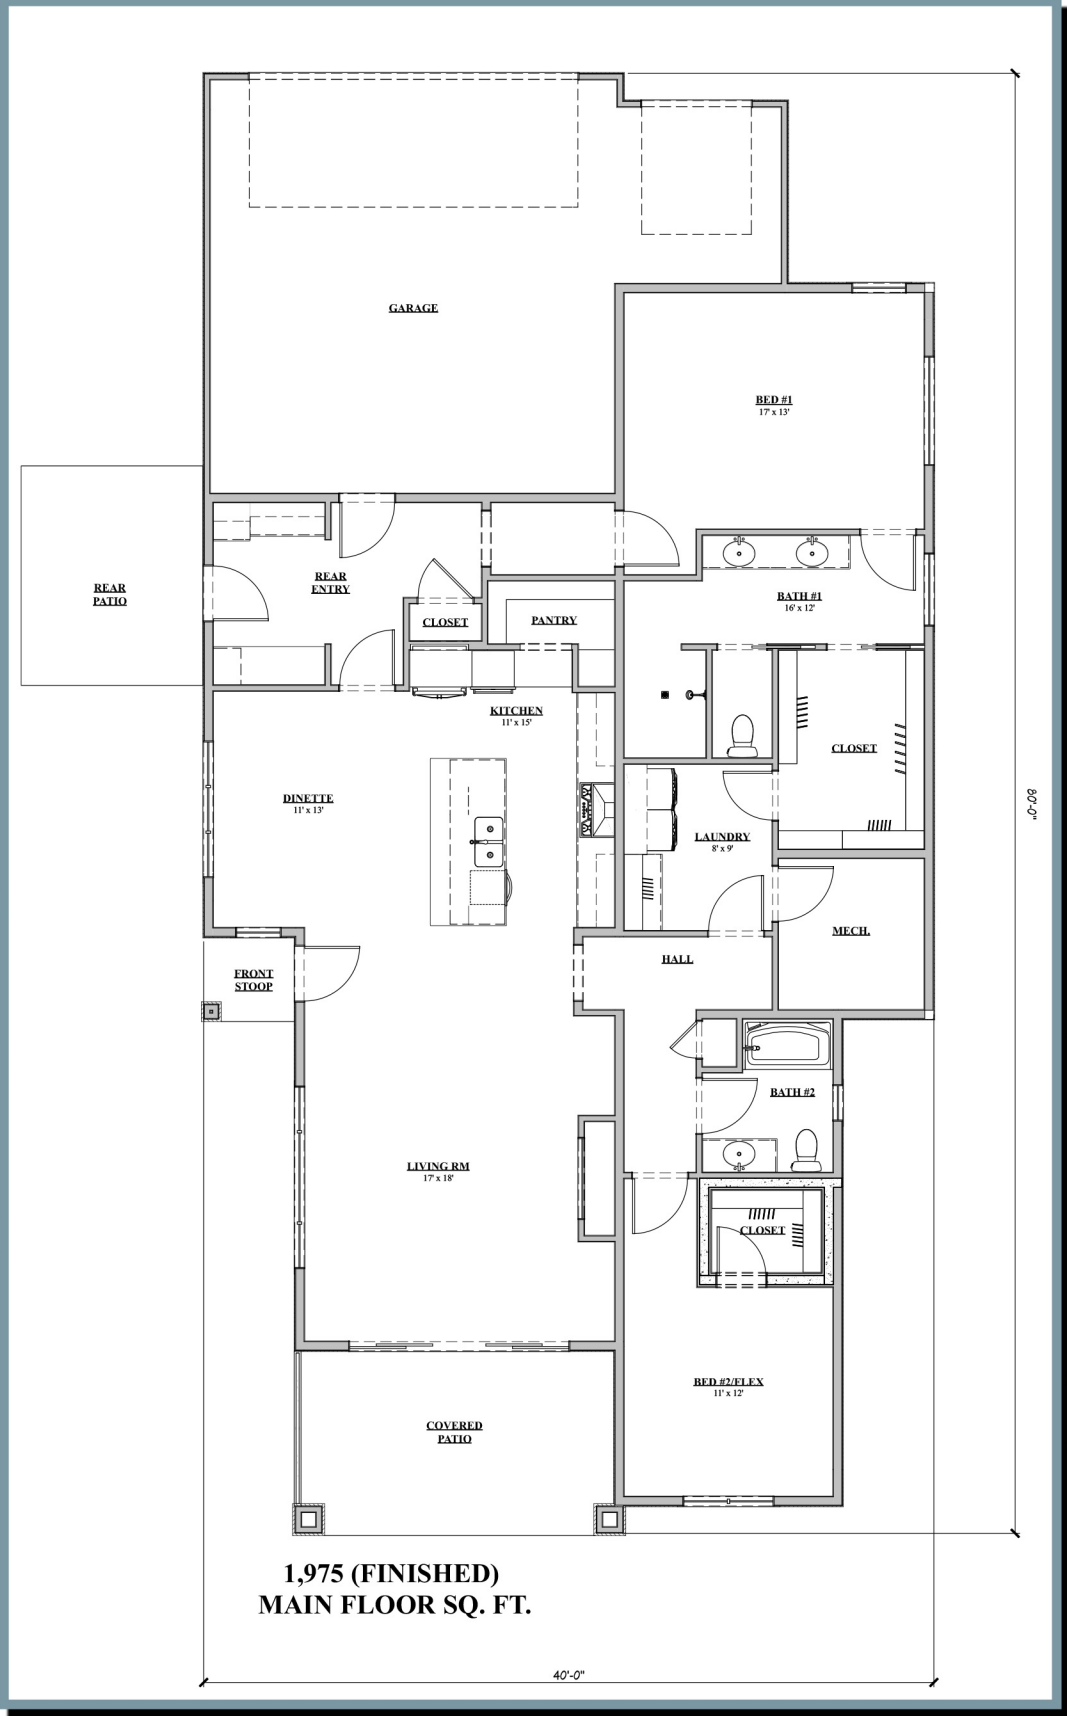 GARAGE
BED #1
17' x 13'
REAR
PATIO
REAR
ENTRY
CLOSET
PANTRY
BATH #1
16' x 12'
KITCHEN
11' x 15'
CLOSET
DINETTE
11' x 13'
80'-0"
LAUNDRY
8' x 9'
MECH.
HALL
FRONT
STOOP
BATH #2
LIVING RM
17' x 18'
CLOSET
BED #2/FLEX
11' x 12'
COVERED
PATIO
1,975 (FINISHED)
MAIN FLOOR SQ. FT.
40'-0"